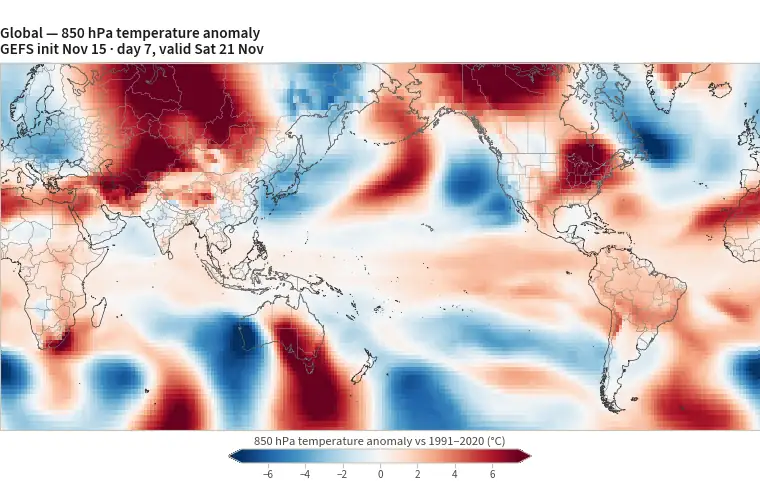 Global — 850 hPa temperature anomaly
GEFS init Nov 15 · day 7, valid Sat 21 Nov
850 hPa temperature anomaly vs 1991–2020 (°C)
−6 −4 −2 0 2 4 6